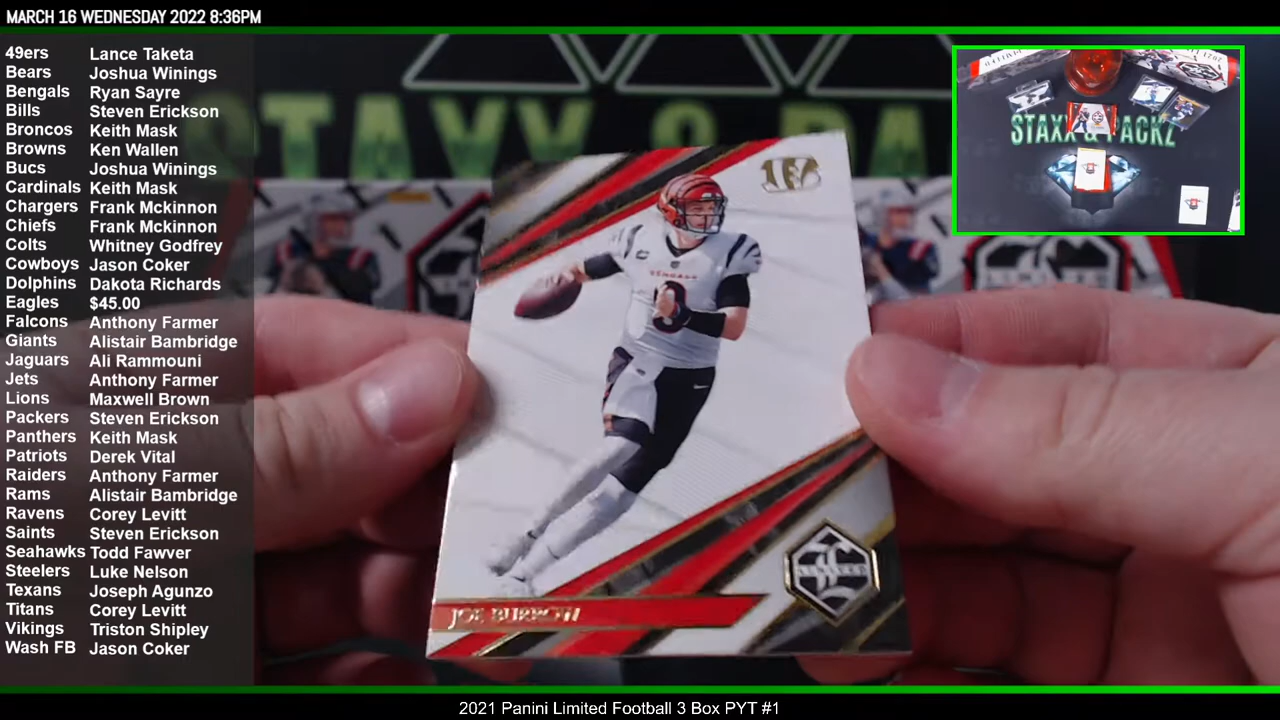 MARCH 16 WEDNESDAY 2022 8:36PM
49ers Lance Taketa
Bears Joshua Winings
Bengals Ryan Sayre
Bills Steven Erickson
Broncos Keith Mask
Browns Ken Wallen
Bucs Joshua Winings
Cardinals Keith Mask
Chargers Frank Mckinnon
Chiefs Frank Mckinnon
Colts Whitney Godfrey
Cowboys Jason Coker
Dolphins Dakota Richards
Eagles $45.00
Falcons Anthony Farmer
Giants Alistair Bambridge
Jaguars Ali Rammouni
Jets Anthony Farmer
Lions Maxwell Brown
Packers Steven Erickson
Panthers Keith Mask
Patriots Derek Vital
Raiders Anthony Farmer
Rams Alistair Bambridge
Ravens Corey Levitt
Saints Steven Erickson
Seahawks Todd Fawver
Steelers Luke Nelson
Texans Joseph Agunzo
Titans Corey Levitt
Vikings Triston Shipley
Wash FB Jason Coker
STAXX & PA
STAXX & PACKZ
BENGALS
9
LIMITED
JOE BURROW
2021 Panini Limited Football 3 Box PYT #1